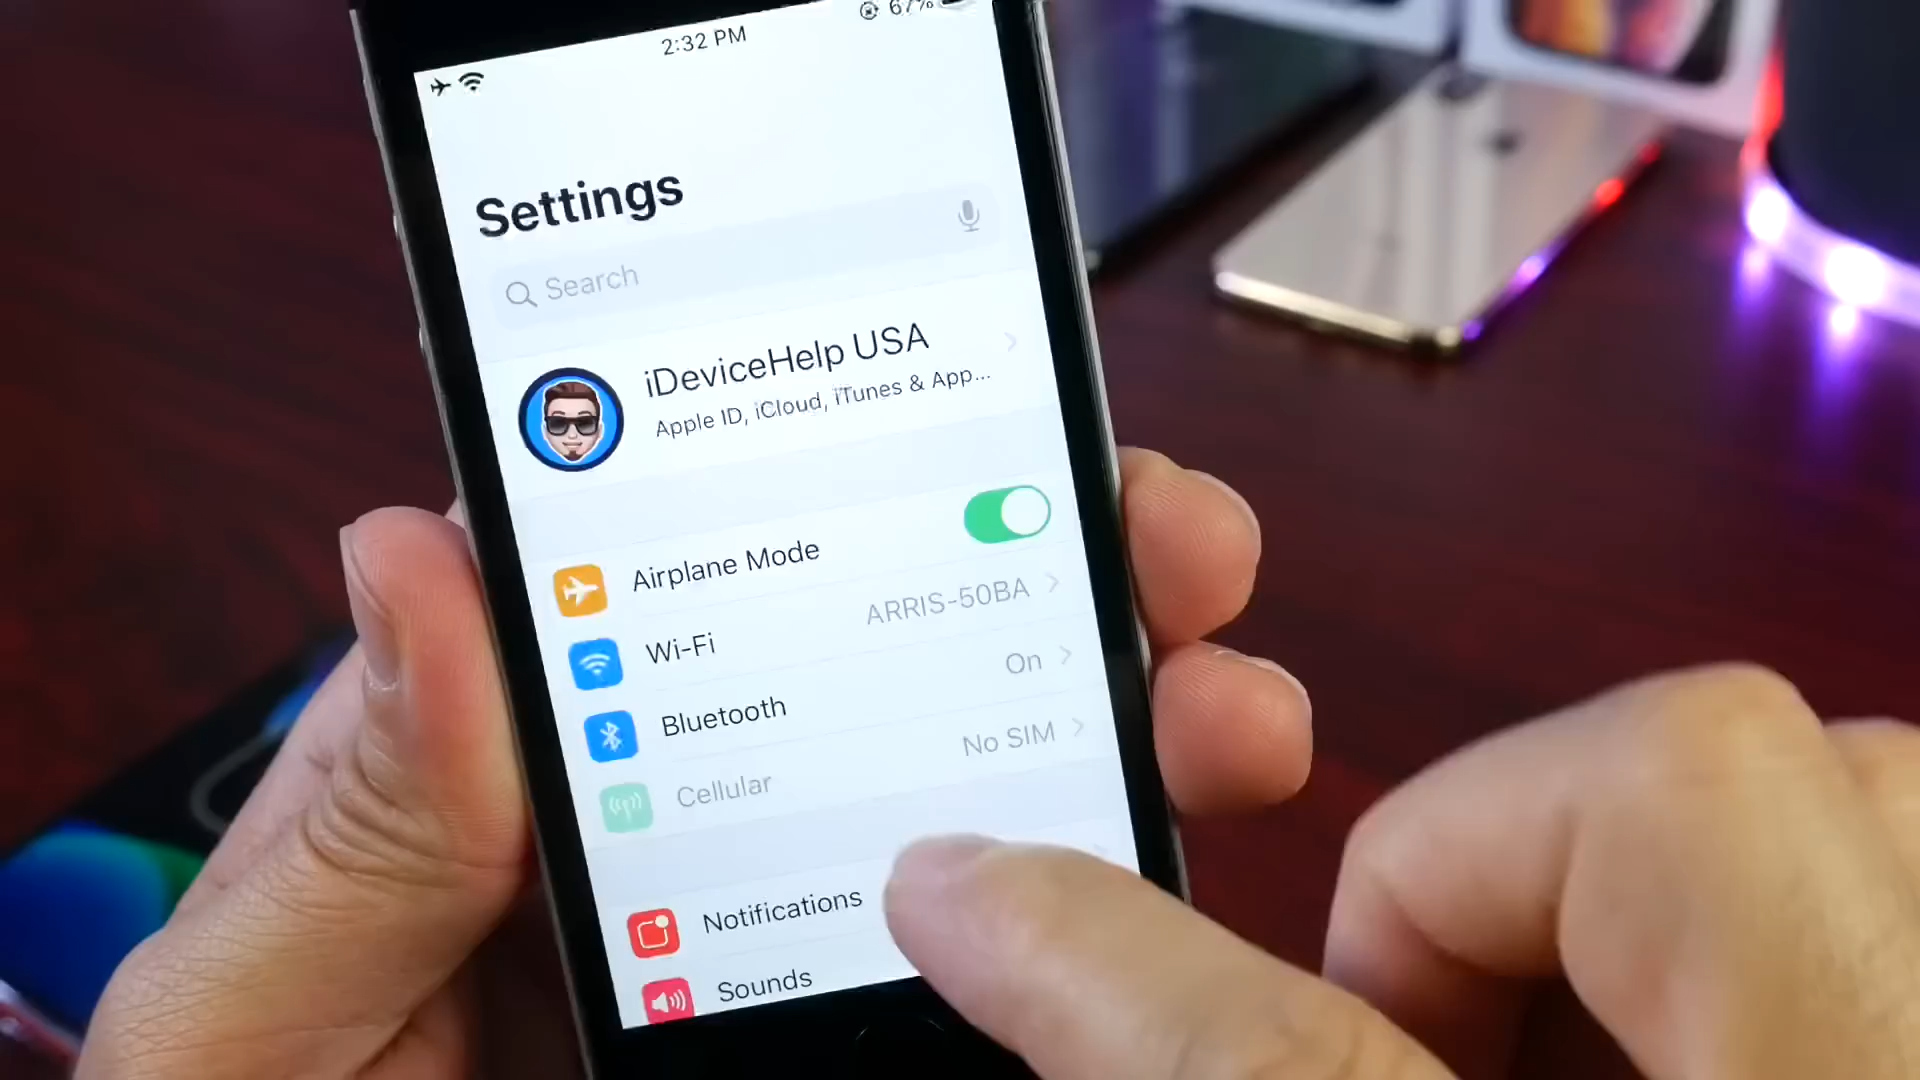 2:32 PM
67%
Settings
Search
iDeviceHelp USA
Apple ID, iCloud, iTunes & App...
Airplane Mode
Wi-Fi ARRIS-50BA
Bluetooth On
Cellular No SIM
Notifications
Sounds